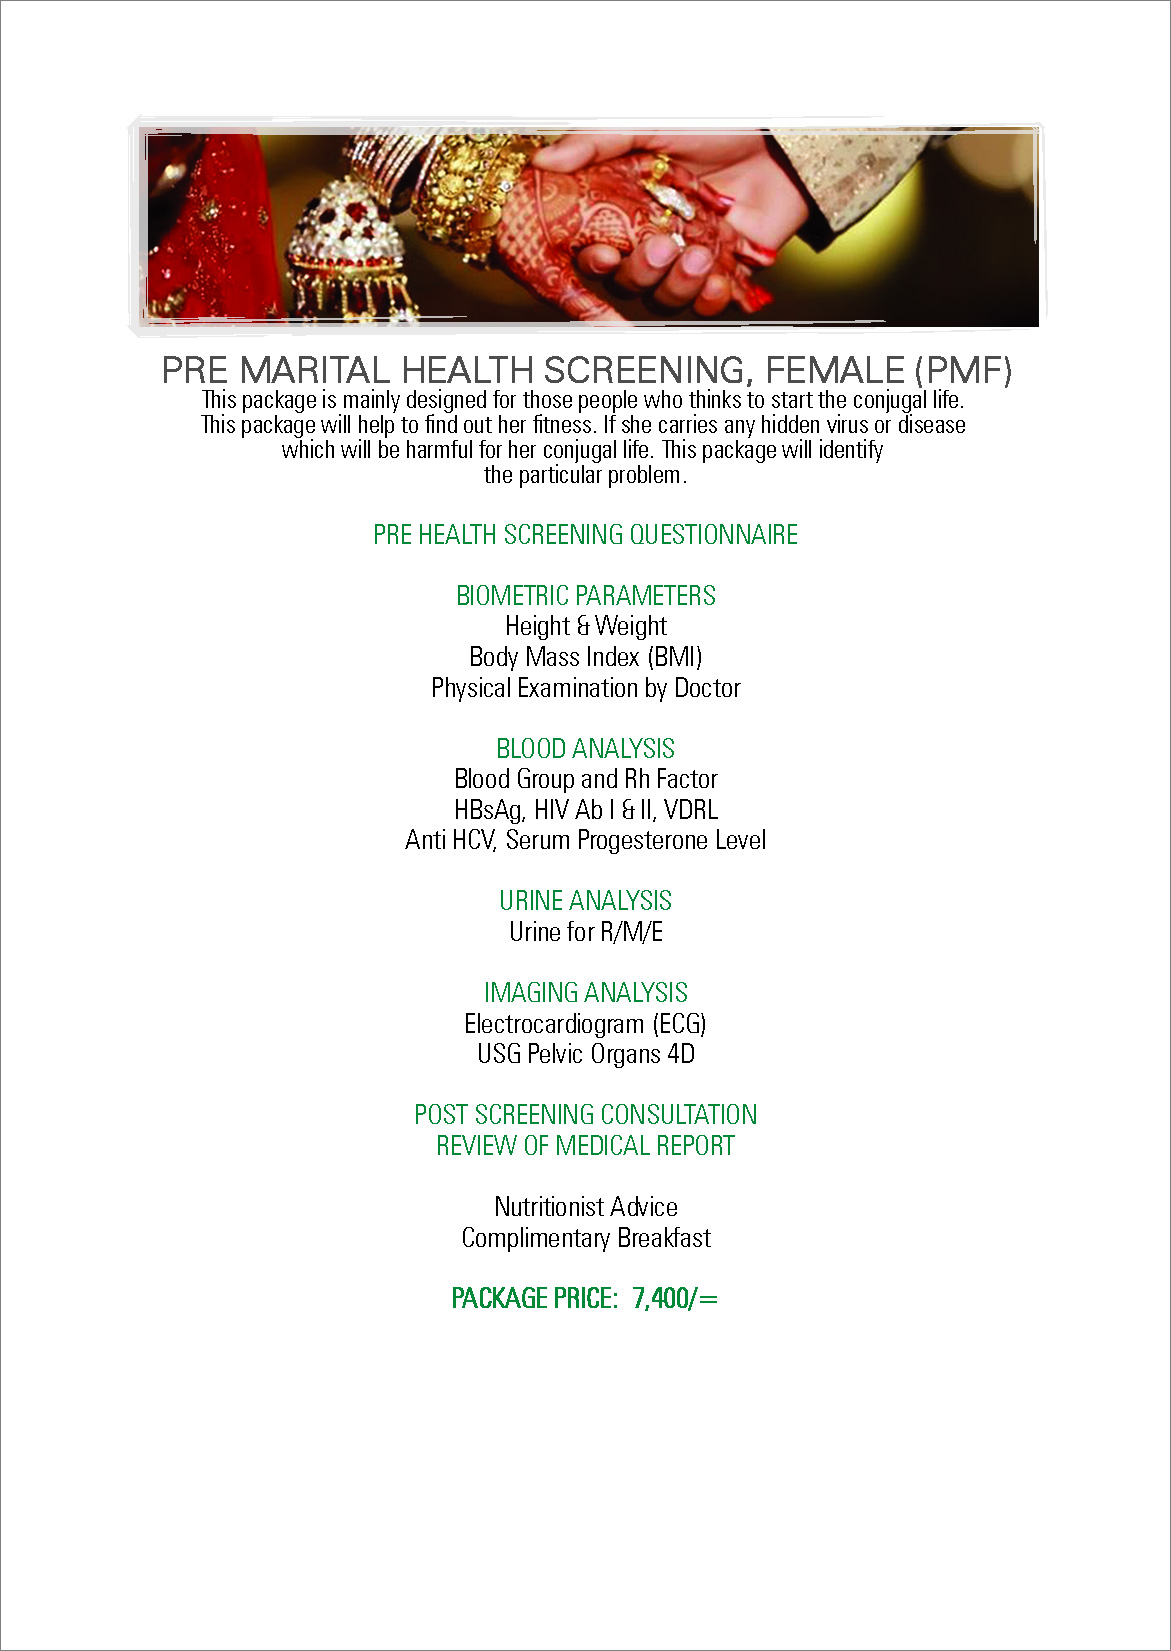 PRE MARITAL HEALTH SCREENING, FEMALE (PMF)
This package is mainly designed for those people who thinks to start the conjugal life.
This package will help to find out her fitness. If she carries any hidden virus or disease
which will be harmful for her conjugal life. This package will identify
the particular problem.
PRE HEALTH SCREENING QUESTIONNAIRE
BIOMETRIC PARAMETERS
Height & Weight
Body Mass Index (BMI)
Physical Examination by Doctor
BLOOD ANALYSIS
Blood Group and Rh Factor
HBsAg, HIV Ab I & II, VDRL
Anti HCV, Serum Progesterone Level
URINE ANALYSIS
Urine for R/M/E
IMAGING ANALYSIS
Electrocardiogram (ECG)
USG Pelvic Organs 4D
POST SCREENING CONSULTATION
REVIEW OF MEDICAL REPORT
Nutritionist Advice
Complimentary Breakfast
PACKAGE PRICE: 7,400/=